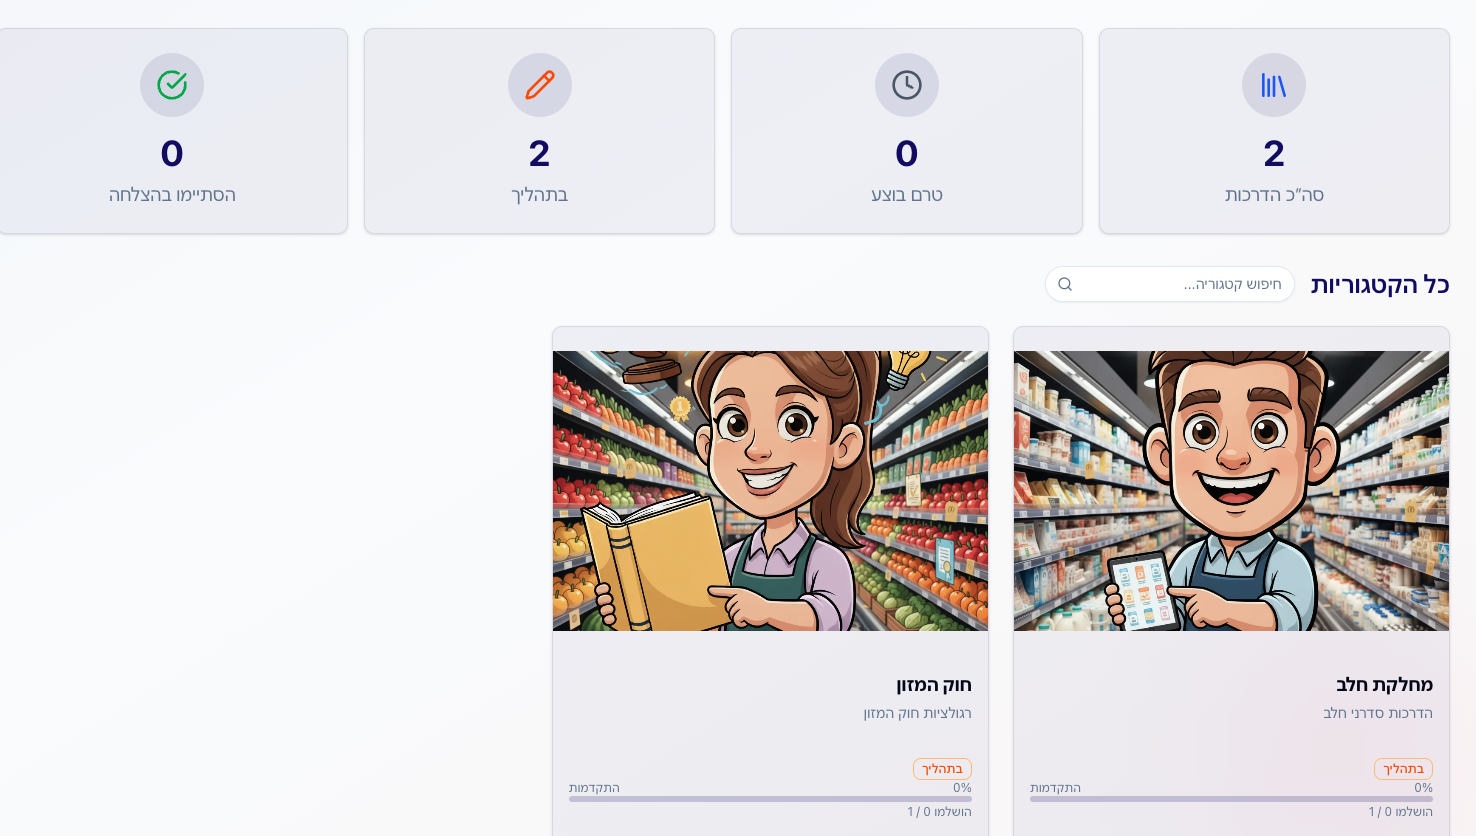 2
סה"כ הדרכות
0
טרם בוצע
2
בתהליך
0
הסתיימו בהצלחה
כל הקטגוריות
חיפוש קטגוריה...
מחלקת חלב
הדרכות סדרני חלב
בתהליך
0%
התקדמות
הושלמו 0 / 1
1
חוק המזון
רגולציות חוק המזון
בתהליך
0%
התקדמות
הושלמו 0 / 1